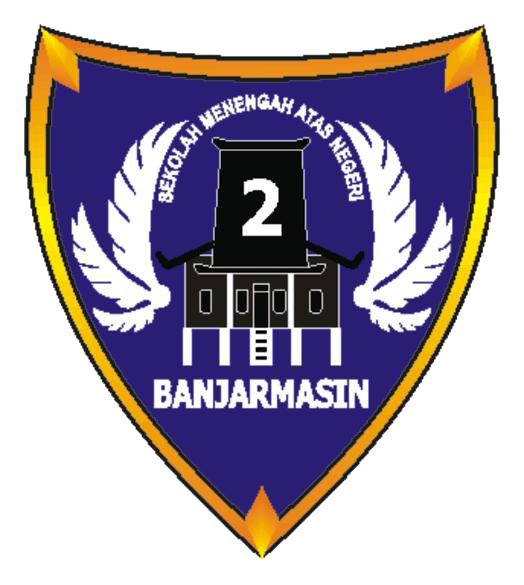 SEKOLAH MENENGAH ATAS NEGERI
2
BANJARMASIN